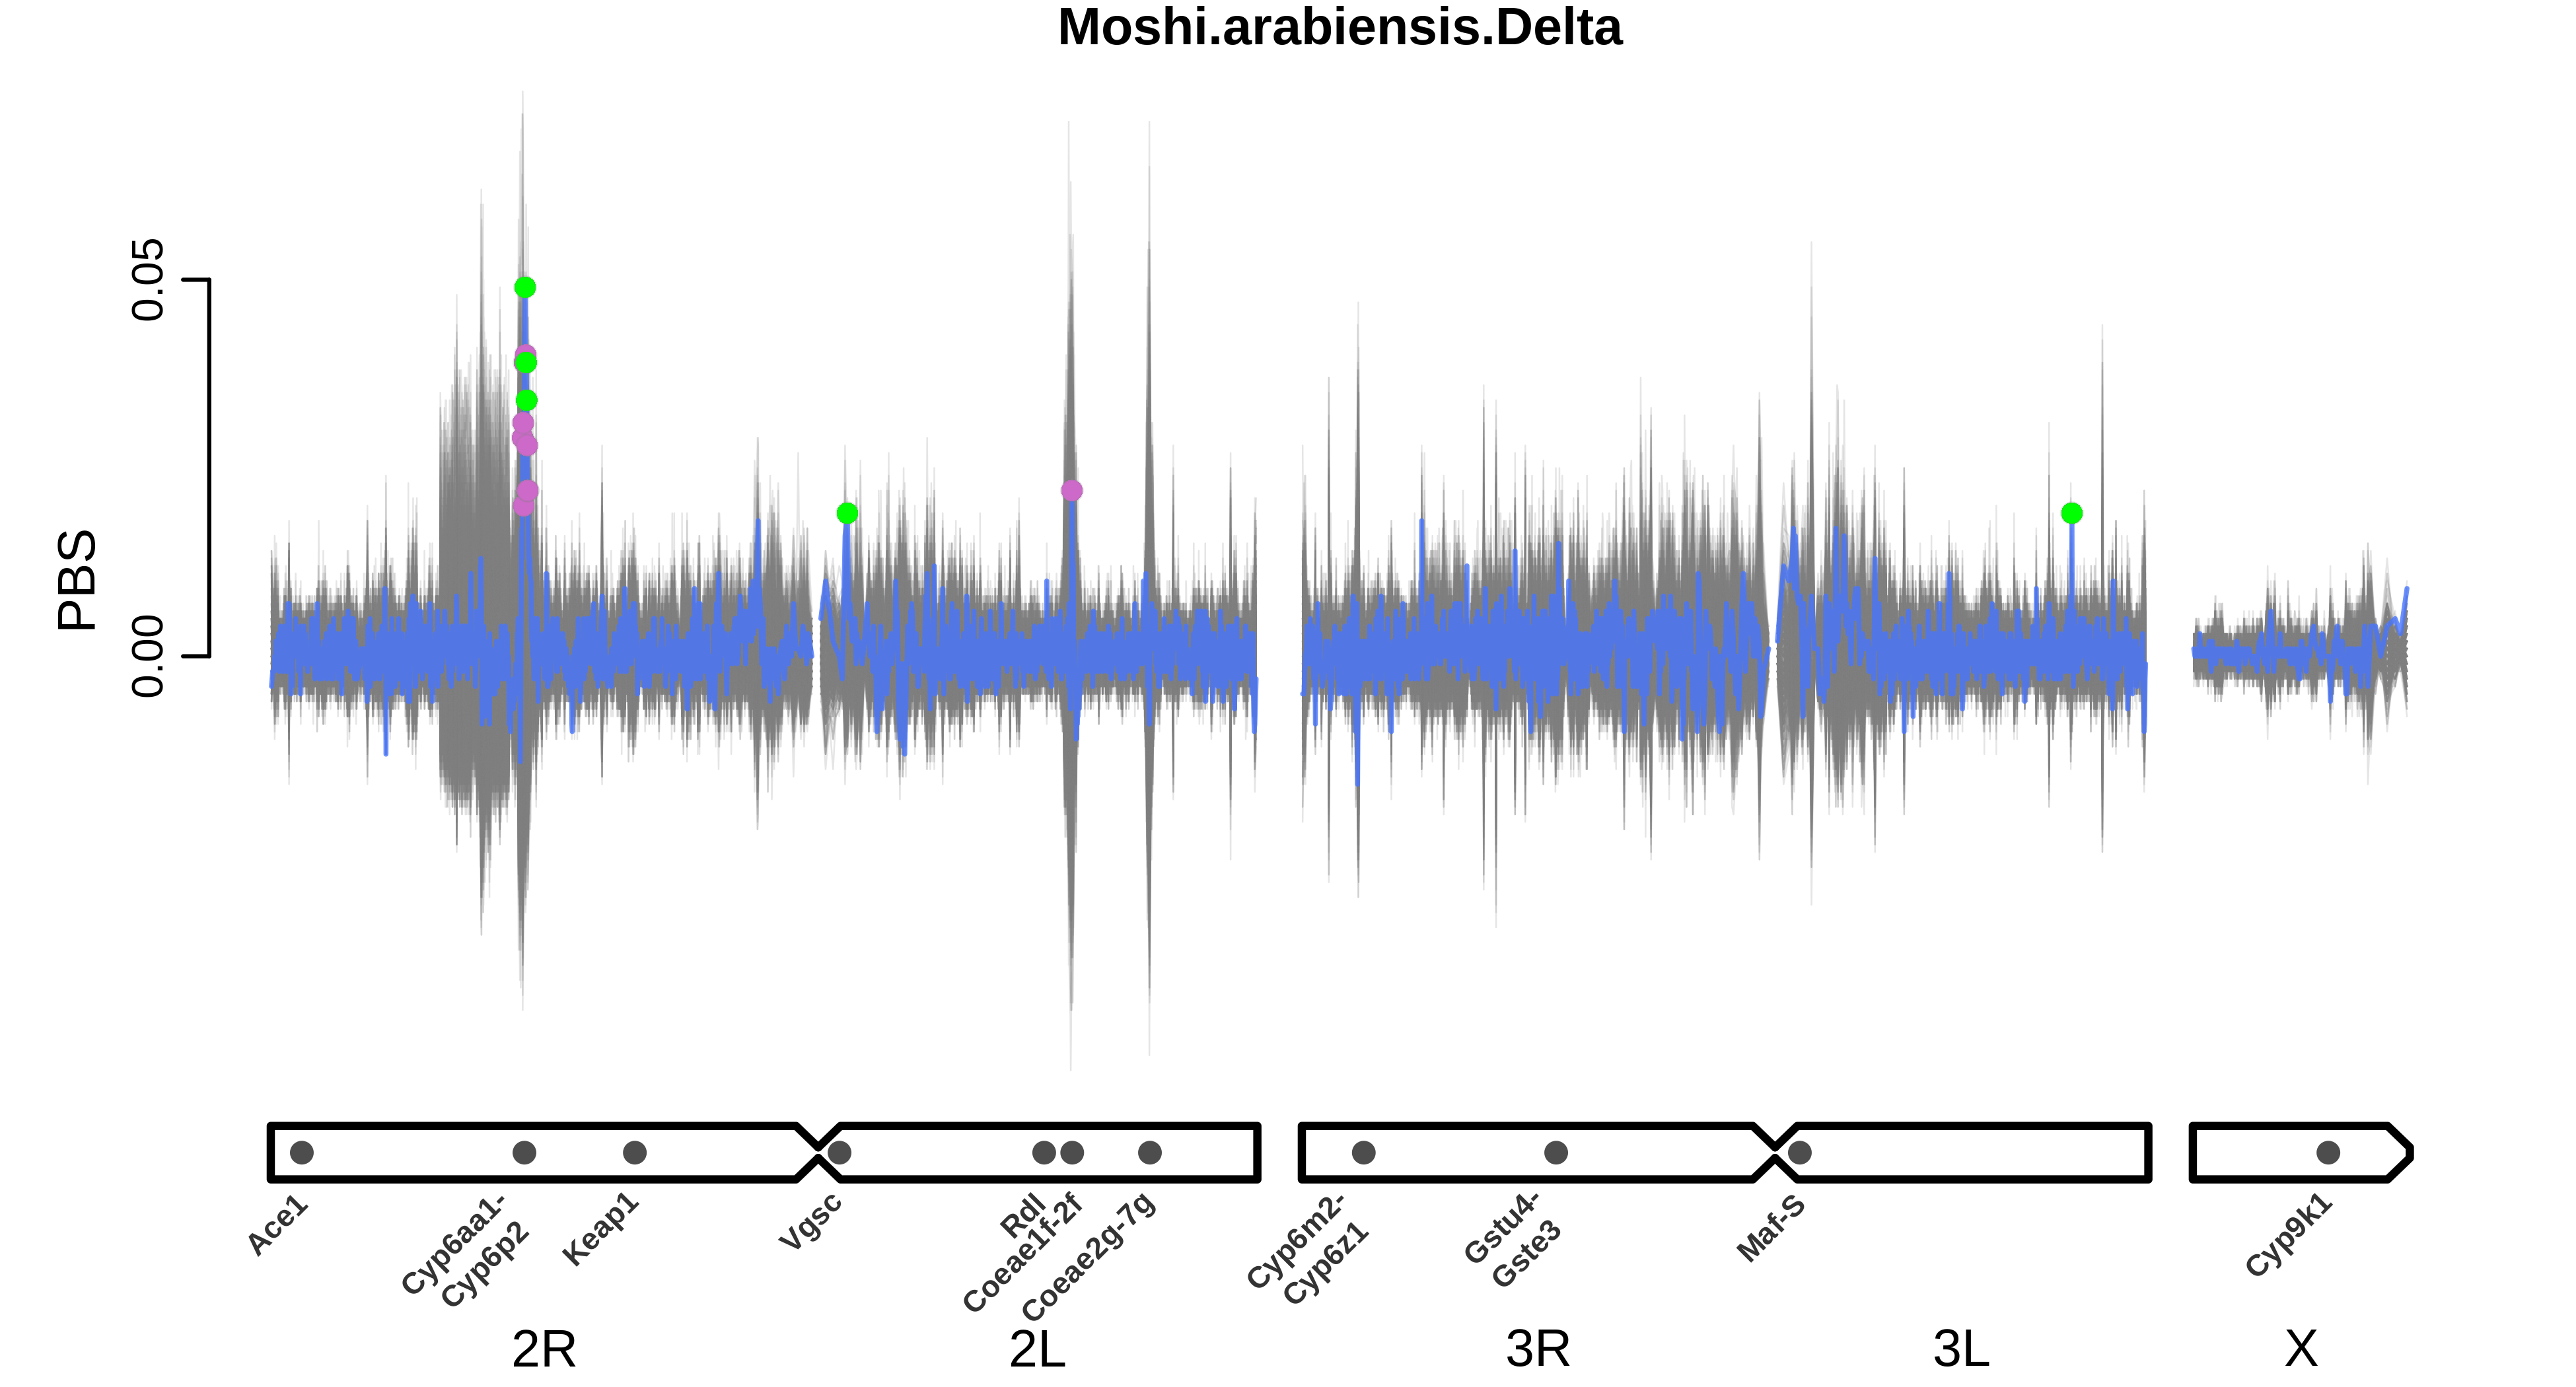 Moshi.arabiensis.Delta
PBS
0.05
0.00
Ace1
Cyp6aa1-
Cyp6p2
Keap1
Vgsc
Rdl
Coeae1f-2f
Coeae2g-7g
Cyp6m2-
Cyp6z1
Gstu4-
Gste3
Maf-S
Cyp9k1
2R
2L
3R
3L
X